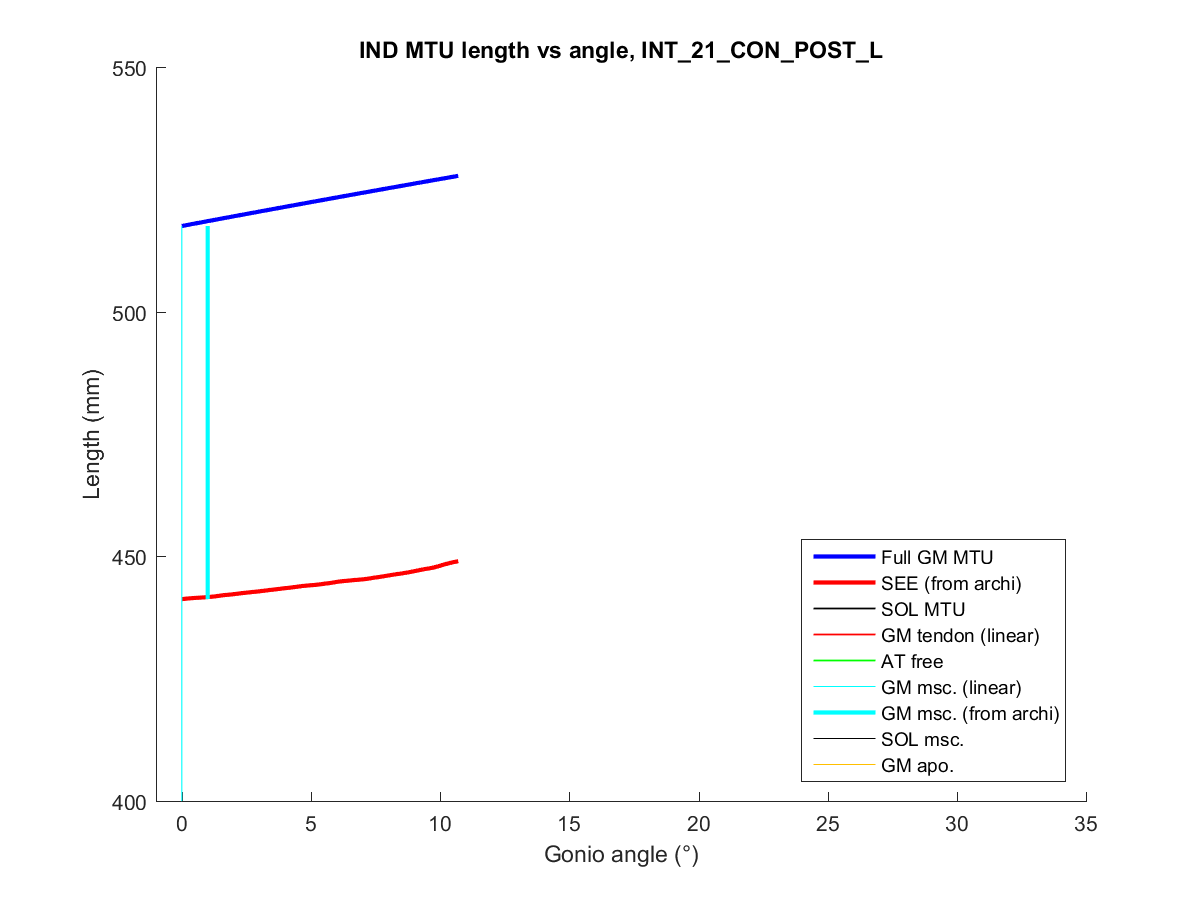 IND MTU length vs angle, INT_21_CON_POST_L
550
500
450
400
Length (mm)
0 5 10 15 20 25 30 35
Gonio angle (°)
Full GM MTU
SEE (from archi)
SOL MTU
GM tendon (linear)
AT free
GM msc. (linear)
GM msc. (from archi)
SOL msc.
GM apo.